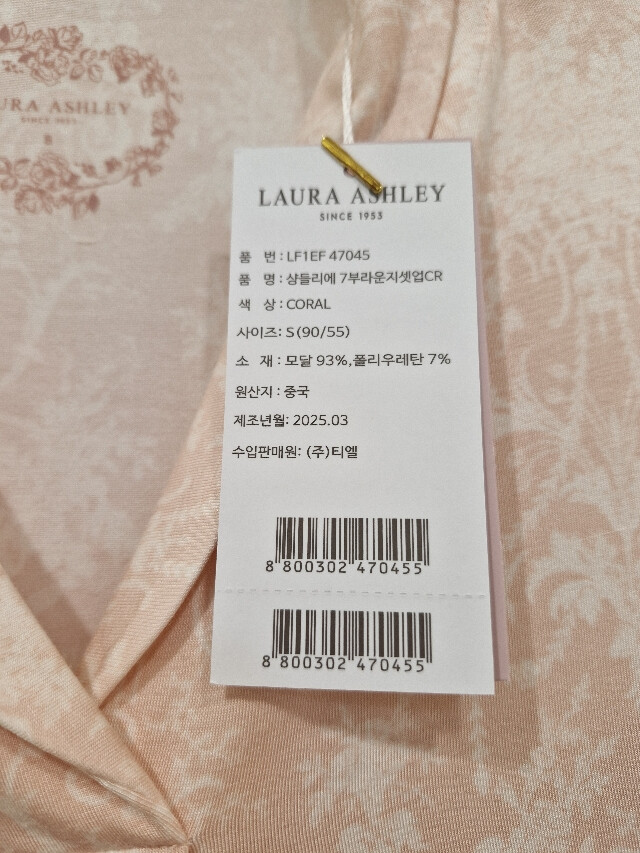 URA ASHLEY
SINCE 1953
S
LAURA ASHLEY
SINCE 1953
품 번 : LF1EF 47045
품 명 : 샹들리에 7부라운지셋업CR
색 상 : CORAL
사이즈: S(90/55)
소 재 : 모달 93%,폴리우레탄 7%
원산지 : 중국
제조년월: 2025.03
수입판매원: (주)티엘
8 800302 470455
8 800302 470455